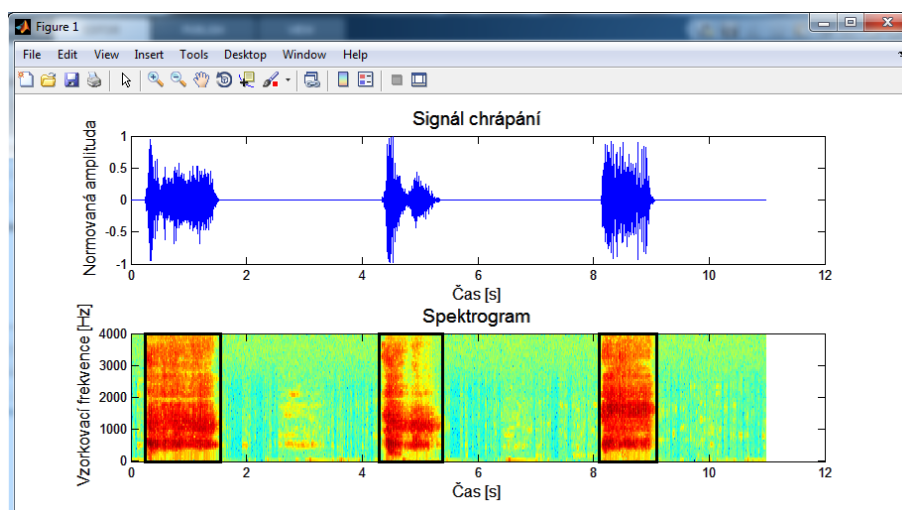 Figure 1
File Edit View Insert Tools Desktop Window Help
Signál chrápání
Normovaná amplituda
1
0.5
0
-0.5
-1
0 2 4 6 8 10 12
Čas [s]
Spektrogram
Vzorkovací frekvence [Hz]
4000
3000
2000
1000
0
0 2 4 6 8 10 12
Čas [s]